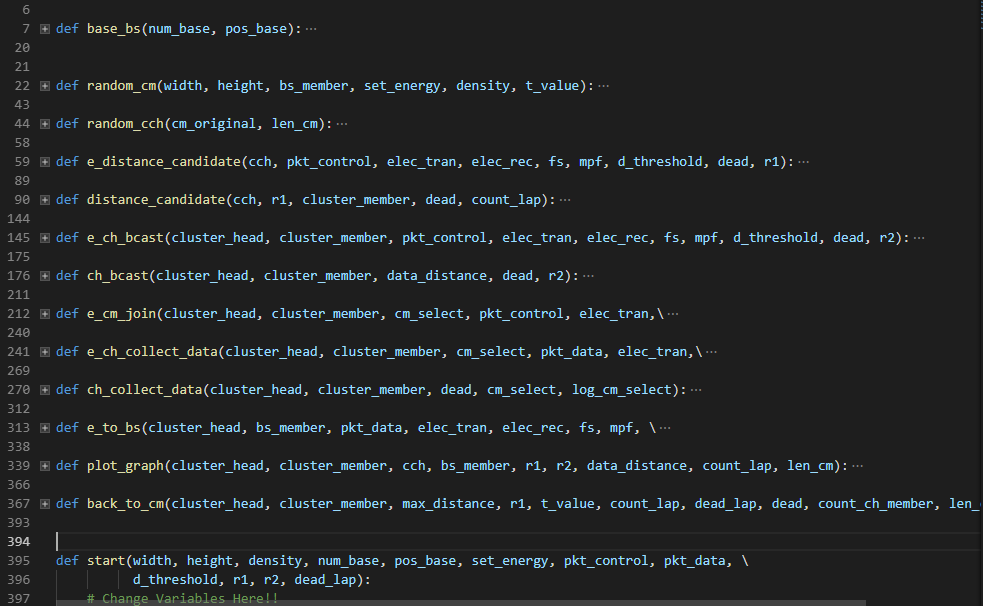 6
7 def base_bs(num_base, pos_base):···
20
21
22 def random_cm(width, height, bs_member, set_energy, density, t_value):···
43
44 def random_cch(cm_original, len_cm):···
58
59 def e_distance_candidate(cch, pkt_control, elec_tran, elec_rec, fs, mpf, d_threshold, dead, r1):···
89
90 def distance_candidate(cch, r1, cluster_member, dead, count_lap):···
144
145 def e_ch_bcast(cluster_head, cluster_member, pkt_control, elec_tran, elec_rec, fs, mpf, d_threshold, dead, r2):···
175
176 def ch_bcast(cluster_head, cluster_member, data_distance, dead, r2):···
211
212 def e_cm_join(cluster_head, cluster_member, cm_select, pkt_control, elec_tran,\···
240
241 def e_ch_collect_data(cluster_head, cluster_member, cm_select, pkt_data, elec_tran,\···
269
270 def ch_collect_data(cluster_head, cluster_member, dead, cm_select, log_cm_select):···
312
313 def e_to_bs(cluster_head, bs_member, pkt_data, elec_tran, elec_rec, fs, mpf, \···
338
339 def plot_graph(cluster_head, cluster_member, cch, bs_member, r1, r2, data_distance, count_lap, len_cm):···
366
367 def back_to_cm(cluster_head, cluster_member, max_distance, r1, t_value, count_lap, dead_lap, dead, count_ch_member, len_
393
394
395 def start(width, height, density, num_base, pos_base, set_energy, pkt_control, pkt_data, \
396 d_threshold, r1, r2, dead_lap):
397 # Change Variables Here!!